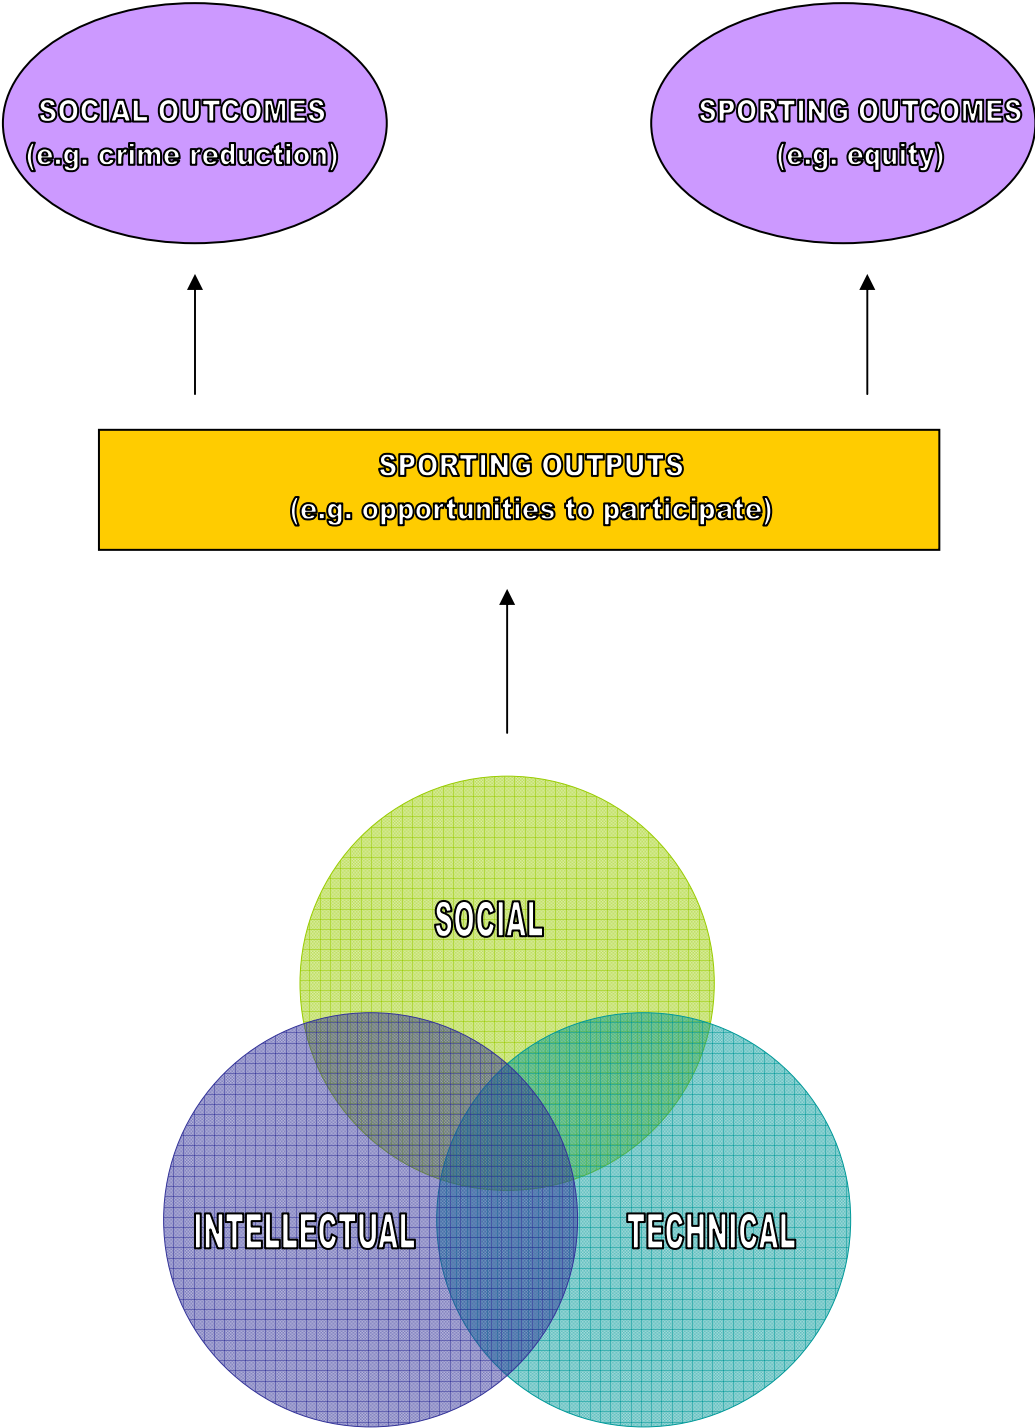 SOCIAL OUTCOMES
(e.g. crime reduction)
SPORTING OUTCOMES
(e.g. equity)
SPORTING OUTPUTS
(e.g. opportunities to participate)
SOCIAL
INTELLECTUAL
TECHNICAL